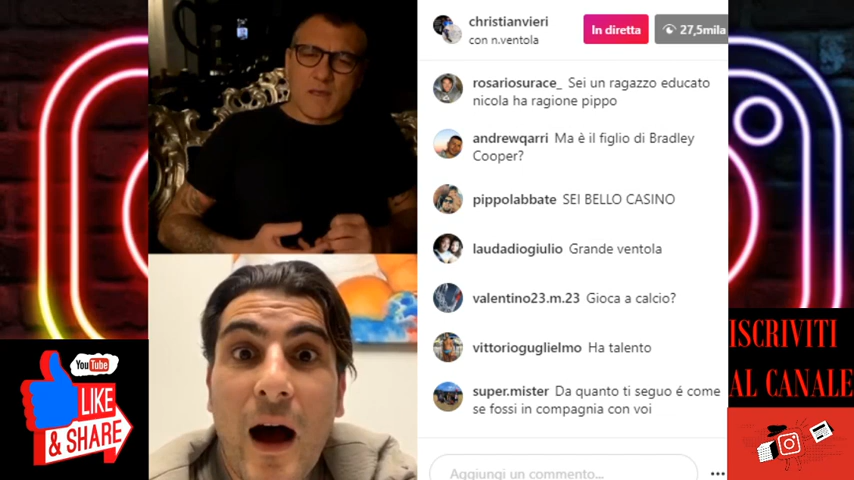 christianvieri
con n.ventola
In diretta
27,5mila
rosariosurace_ Sei un ragazzo educato
nicola ha ragione pippo
andrewqarri Ma è il figlio di Bradley
Cooper?
pippolabbate SEI BELLO CASINO
laudadiogiulio Grande ventola
valentino23.m.23 Gioca a calcio?
vittorioguglielmo Ha talento
super.mister Da quanto ti seguo é come
se fossi in compagnia con voi
Aggiungi un commento...
YouTube
LIKE
& SHARE
ISCRIVITI
AL CANALE